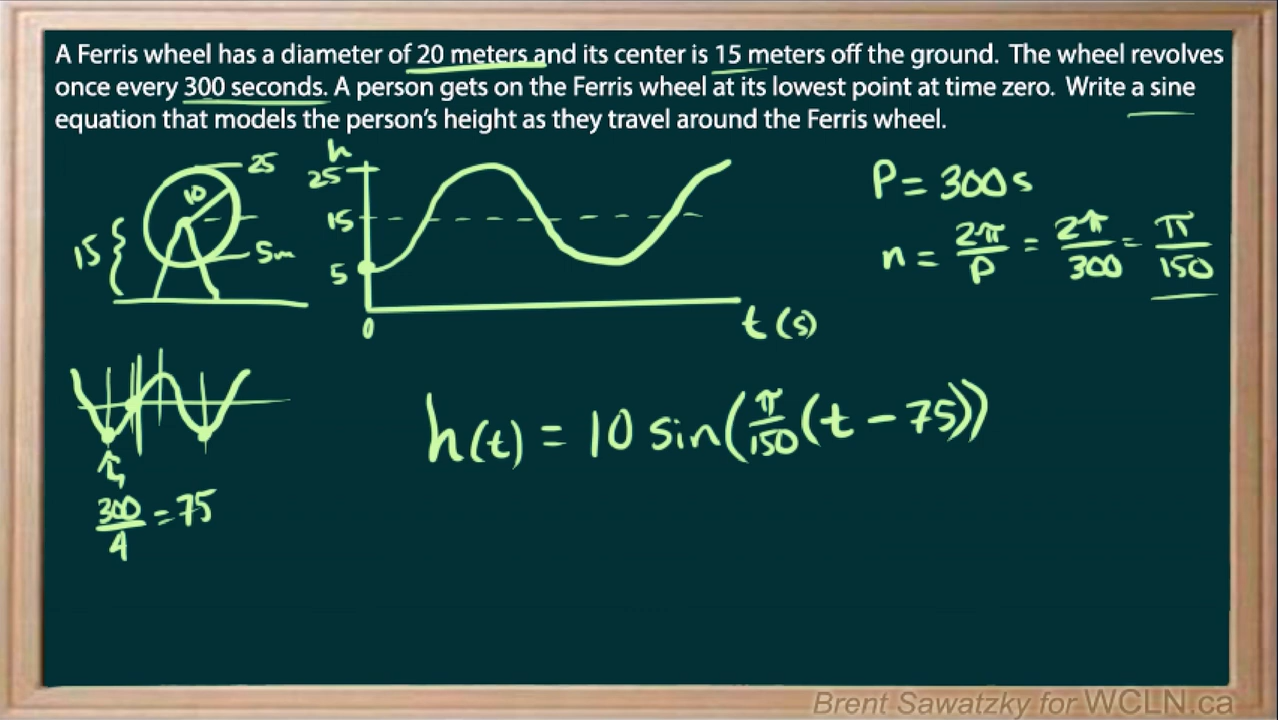 A Ferris wheel has a diameter of 20 meters and its center is 15 meters off the ground. The wheel revolves
once every 300 seconds. A person gets on the Ferris wheel at its lowest point at time zero. Write a sine
equation that models the person's height as they travel around the Ferris wheel.
25
10
15
5m
h
25
15
5
0
t (s)
P = 300 s
n = 2π/P = 2π/300 = π/150
h(t) = 10 sin(π/150 (t - 75))
300/4 = 75
Brent Sawatzky for WCLN.ca